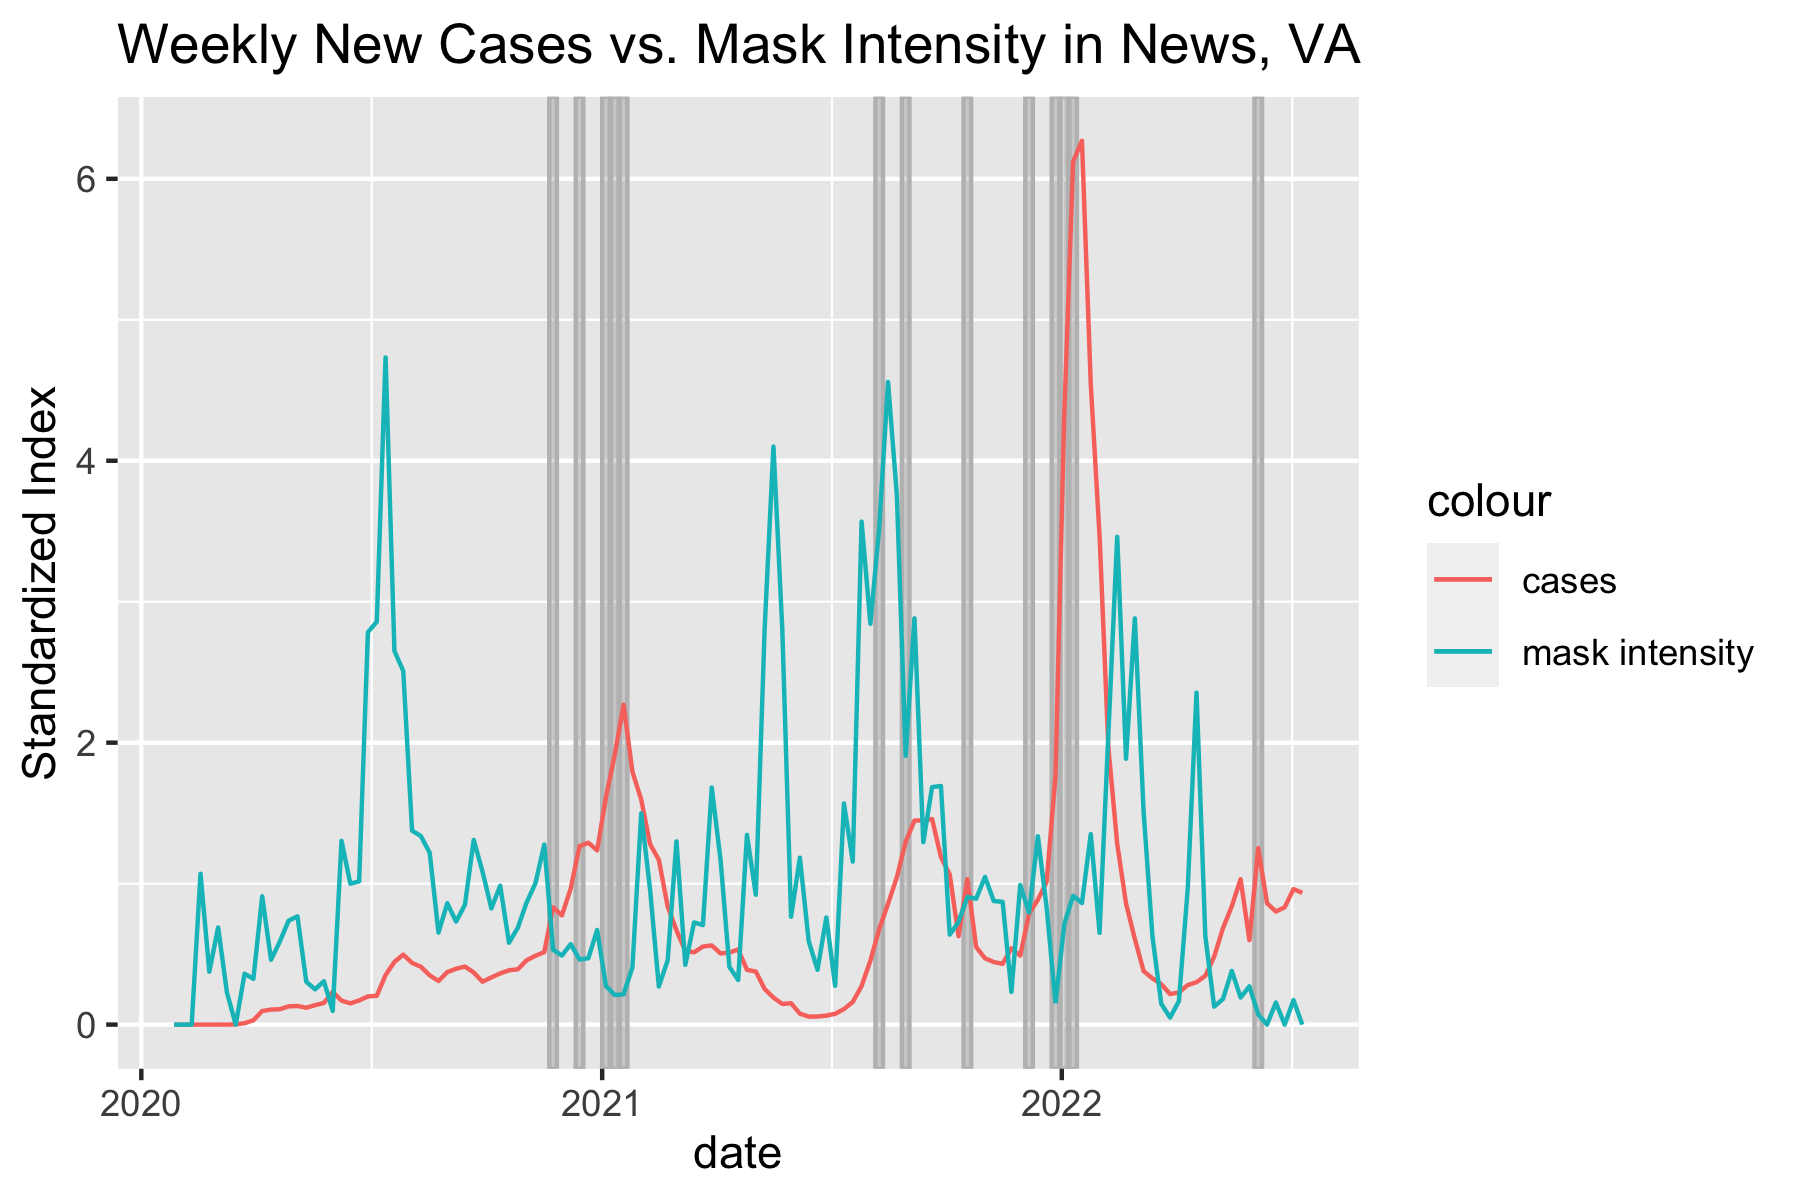 Weekly New Cases vs. Mask Intensity in News, VA
Standardized Index
6
4
2
0
2020
2021
2022
date
colour
cases
mask intensity